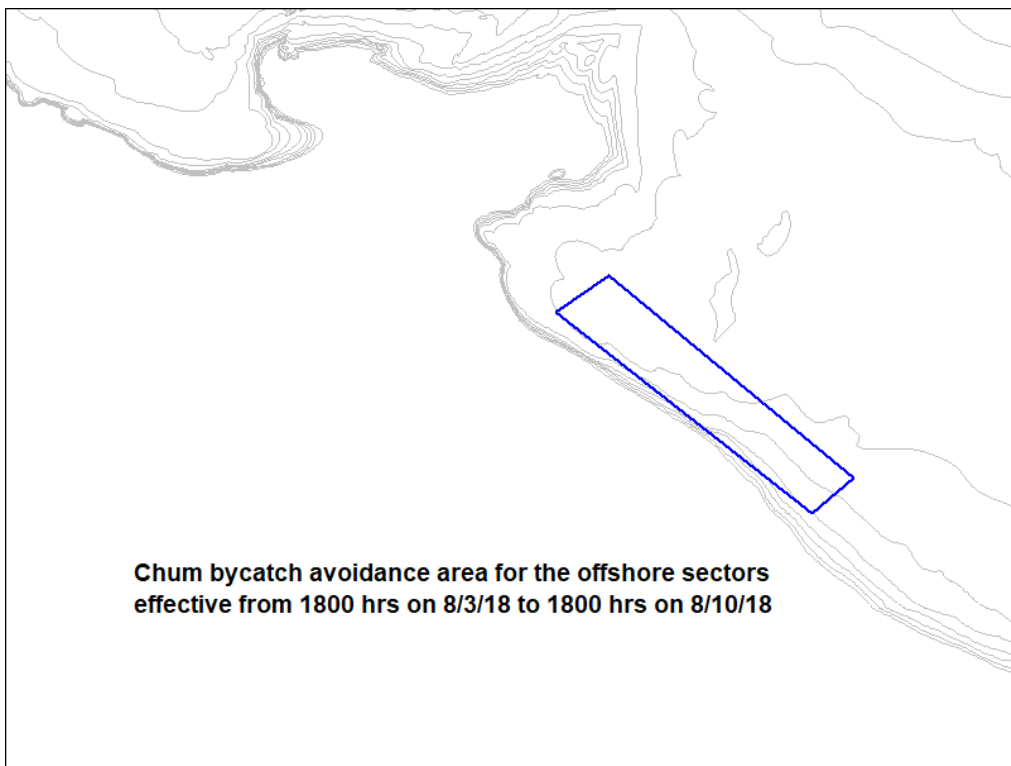 Chum bycatch avoidance area for the offshore sectors
effective from 1800 hrs on 8/3/18 to 1800 hrs on 8/10/18